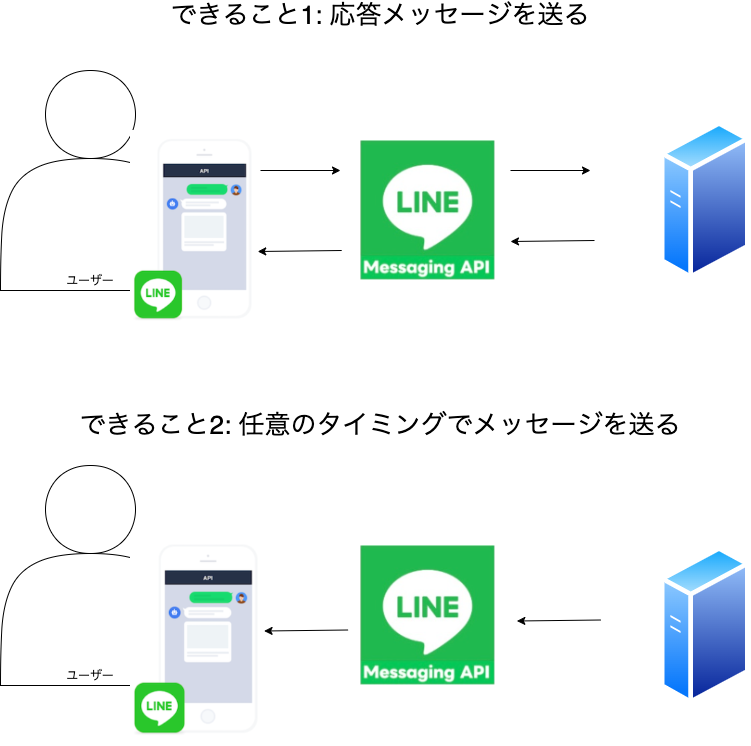 できること1: 応答メッセージを送る
API
LINE
Messaging API
ユーザー
LINE
できること2: 任意のタイミングでメッセージを送る
API
LINE
Messaging API
ユーザー
LINE